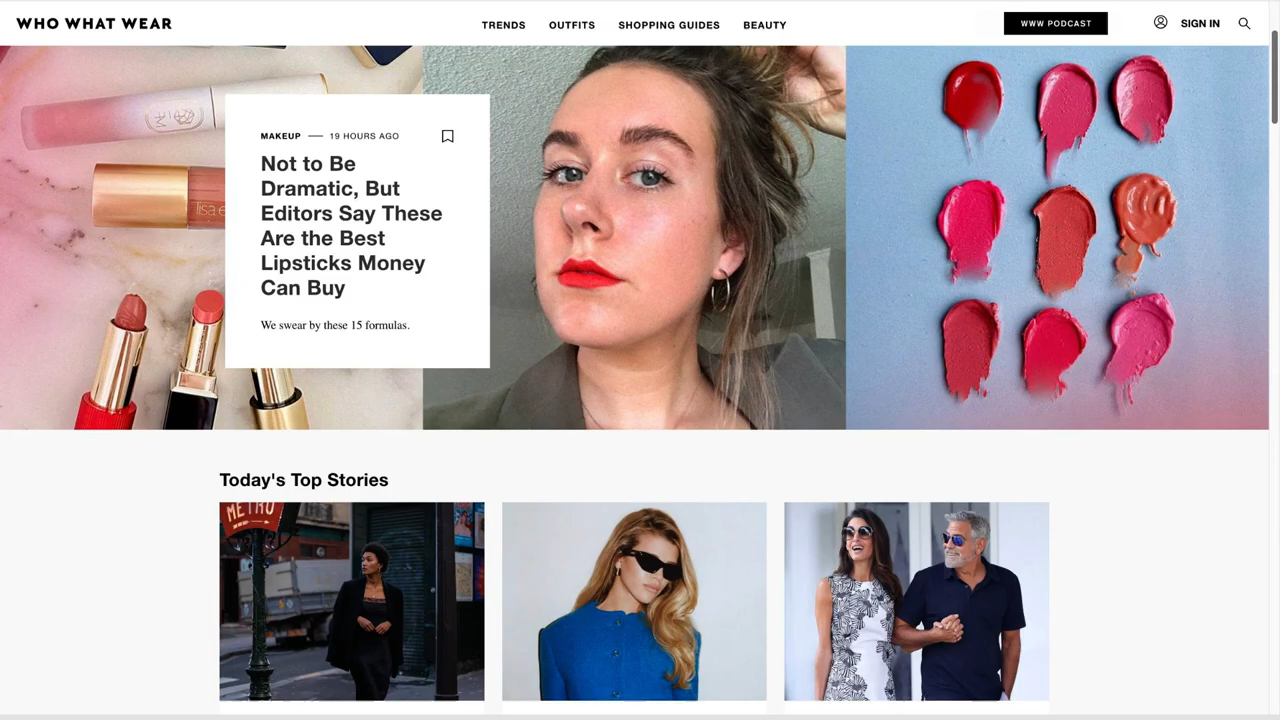 WHO WHAT WEAR
TRENDS OUTFITS SHOPPING GUIDES BEAUTY
WWW PODCAST
SIGN IN
MAKEUP — 19 HOURS AGO
Not to Be
Dramatic, But
Editors Say These
Are the Best
Lipsticks Money
Can Buy
We swear by these 15 formulas.
lisa
Today's Top Stories
METRO